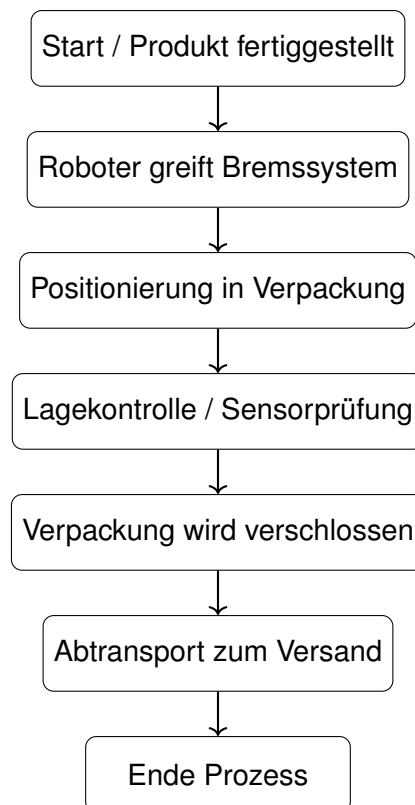 Start / Produkt fertiggestellt
Roboter greift Bremssystem
Positionierung in Verpackung
Lagekontrolle / Sensorprüfung
Verpackung wird verschlossen
Abtransport zum Versand
Ende Prozess